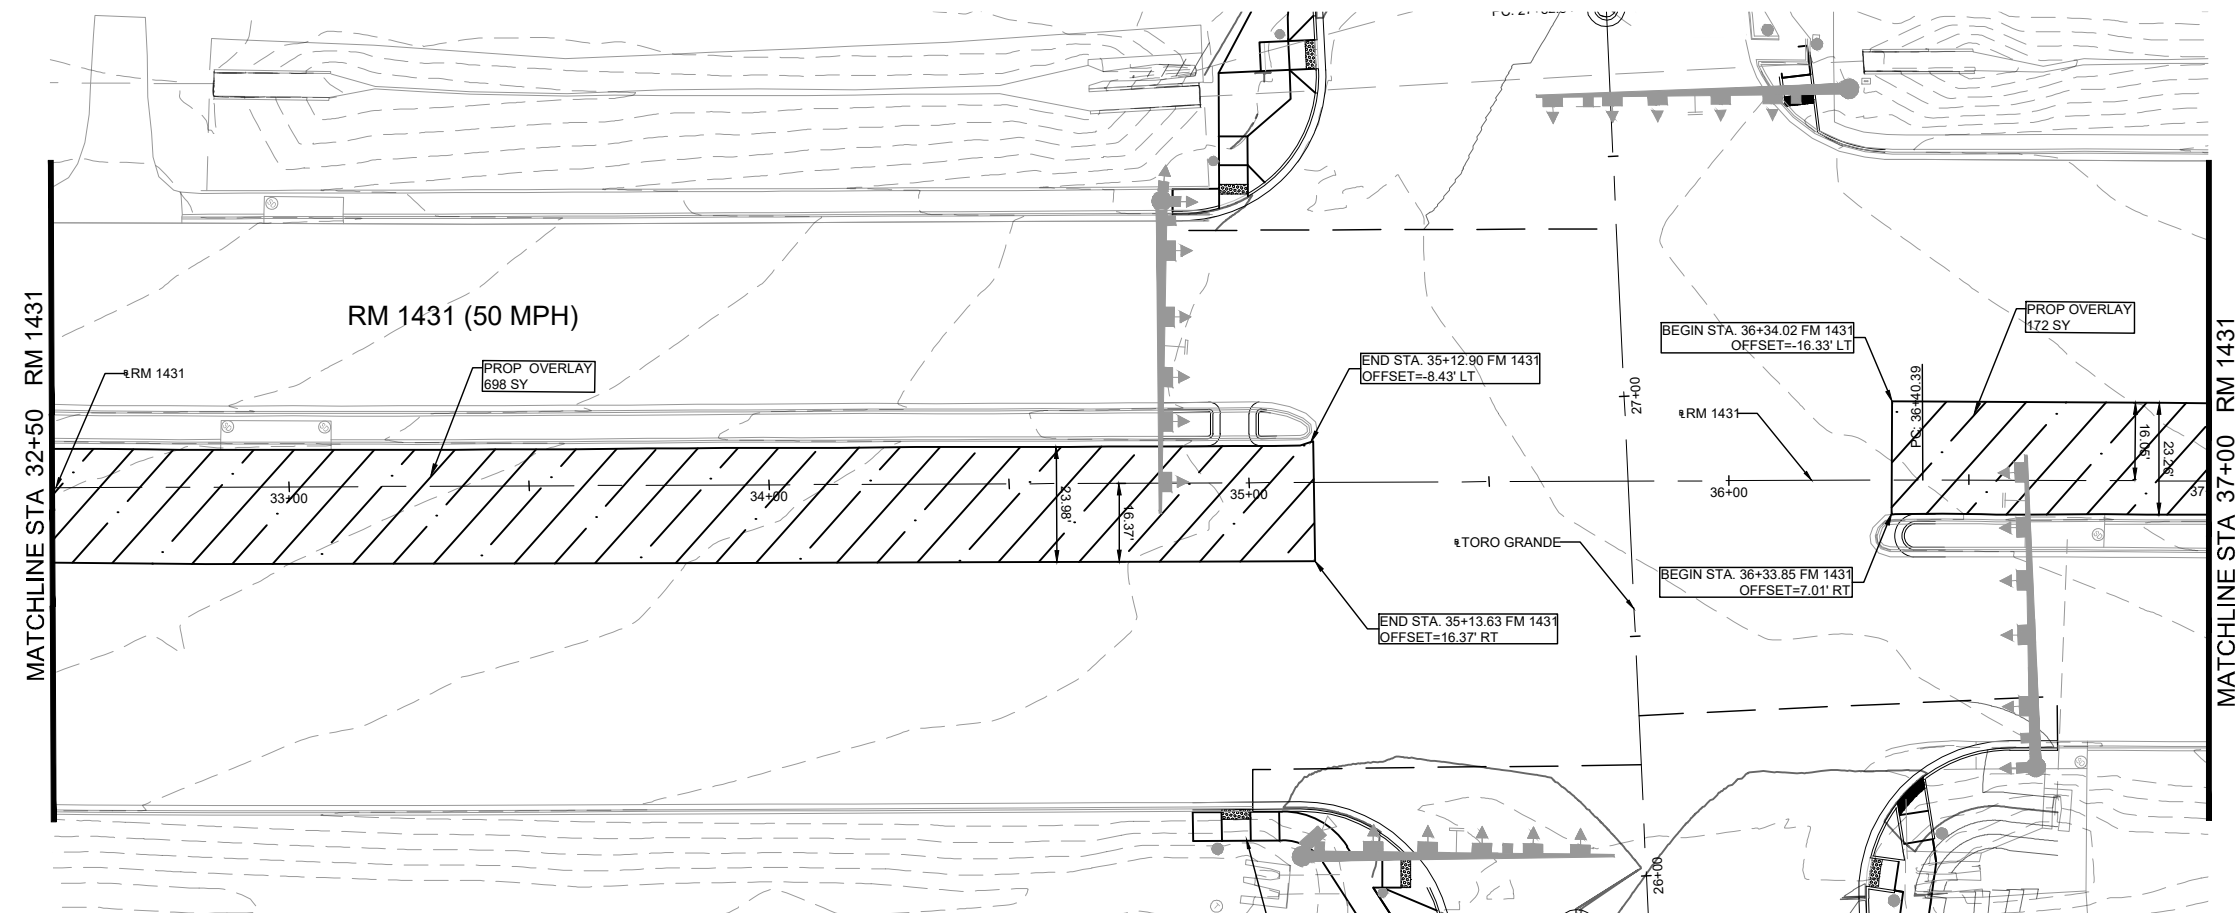 MATCHLINE STA 32+50 RM 1431
RM 1431 (50 MPH)
℄RM 1431
PROP OVERLAY
698 SY
33+00
34+00
23.98'
16.37'
35+00
END STA. 35+12.90 FM 1431
OFFSET=-8.43' LT
END STA. 35+13.63 FM 1431
OFFSET=16.37' RT
℄TORO GRANDE
27+00
26+00
℄RM 1431
36+00
BEGIN STA. 36+34.02 FM 1431
OFFSET=-16.33' LT
BEGIN STA. 36+33.85 FM 1431
OFFSET=7.01' RT
PC: 36+40.39
PROP OVERLAY
172 SY
16.05'
23.26'
37
MATCHLINE STA 37+00 RM 1431